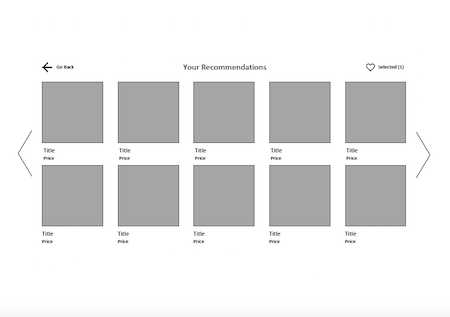 Go Back
Your Recommendations
Selected (1)
Title Title Title Title Title
Price Price Price Price Price
Title Title Title Title Title
Price Price Price Price Price